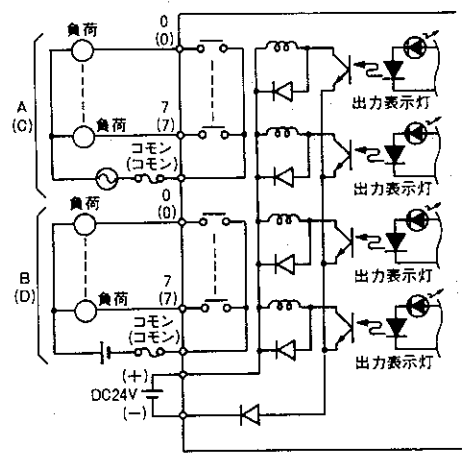 0
(0)
負荷
A
(C)
負荷
7
(7)
コモン
(コモン)
出力表示灯
出力表示灯
0
(0)
負荷
B
(D)
負荷
7
(7)
コモン
(コモン)
出力表示灯
出力表示灯
(+)
DC24V
(−)